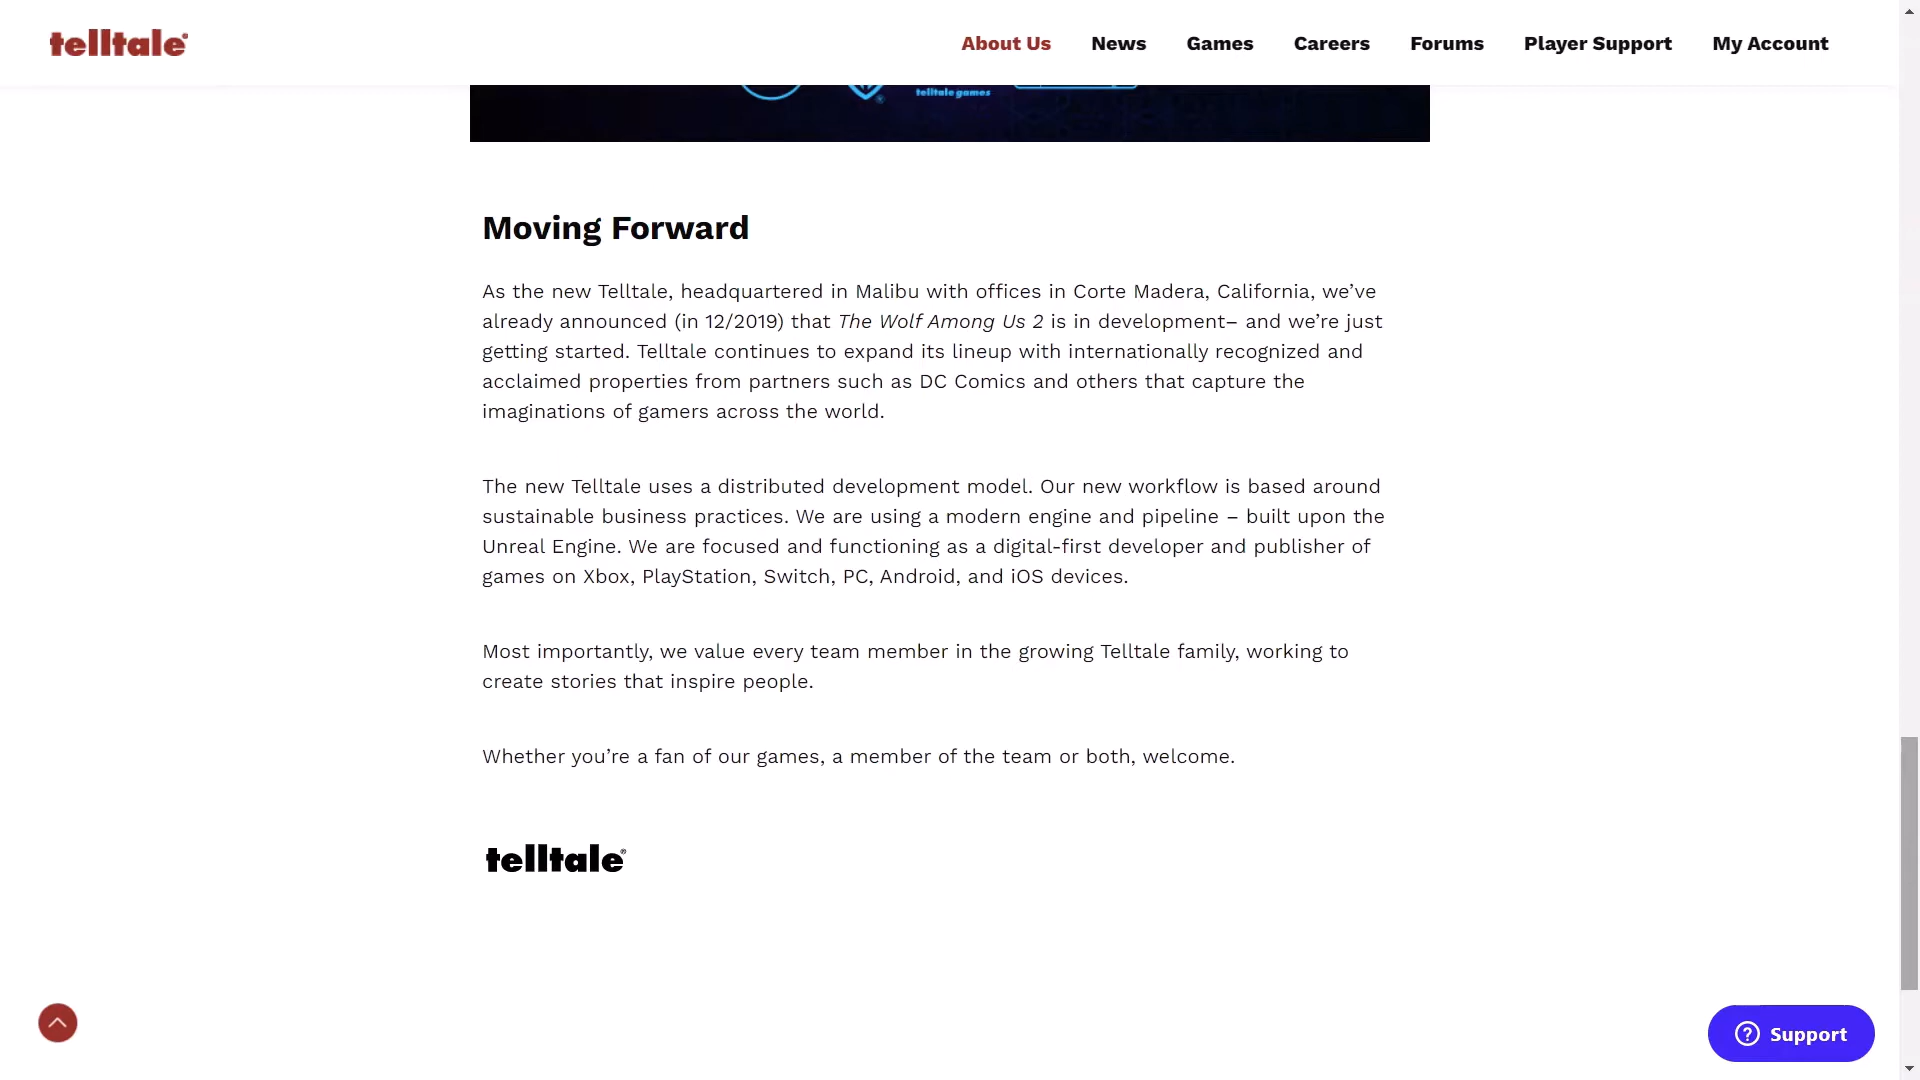 telltale®
About Us News Games Careers Forums Player Support My Account
telltale games
Moving Forward
As the new Telltale, headquartered in Malibu with offices in Corte Madera, California, we’ve
already announced (in 12/2019) that The Wolf Among Us 2 is in development– and we’re just
getting started. Telltale continues to expand its lineup with internationally recognized and
acclaimed properties from partners such as DC Comics and others that capture the
imaginations of gamers across the world.
The new Telltale uses a distributed development model. Our new workflow is based around
sustainable business practices. We are using a modern engine and pipeline – built upon the
Unreal Engine. We are focused and functioning as a digital-first developer and publisher of
games on Xbox, PlayStation, Switch, PC, Android, and iOS devices.
Most importantly, we value every team member in the growing Telltale family, working to
create stories that inspire people.
Whether you’re a fan of our games, a member of the team or both, welcome.
telltale®
Support